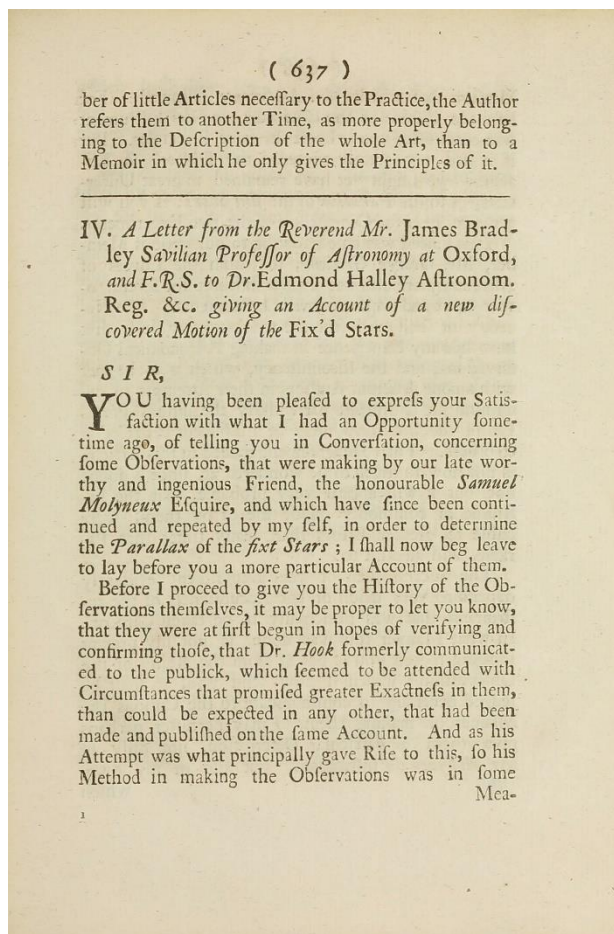 ( 637 )
ber of little Articles neceſſary to the Practice, the Author
refers them to another Time, as more properly belong-
ing to the Deſcription of the whole Art, than to a
Memoir in which he only gives the Principles of it.
IV. A Letter from the Reverend Mr. James Brad-
ley Savilian Profeſſor of Aſtronomy at Oxford,
and F.R.S. to Dr.Edmond Halley Aſtronom.
Reg. &c. giving an Account of a new diſ-
covered Motion of the Fix'd Stars.
S I R,
YOU having been pleaſed to expreſs your Satis-
faction with what I had an Opportunity ſome-
time ago, of telling you in Converſation, concerning
ſome Obſervations, that were making by our late wor-
thy and ingenious Friend, the honourable Samuel
Molyneux Eſquire, and which have ſince been conti-
nued and repeated by my ſelf, in order to determine
the Parallax of the fixt Stars ; I ſhall now beg leave
to lay before you a more particular Account of them.
Before I proceed to give you the Hiſtory of the Ob-
ſervations themſelves, it may be proper to let you know,
that they were at firſt begun in hopes of verifying and
confirming thoſe, that Dr. Hook formerly communicat-
ed to the publick, which ſeemed to be attended with
Circumſtances that promiſed greater Exactneſs in them,
than could be expected in any other, that had been
made and publiſhed on the ſame Account. And as his
Attempt was what principally gave Riſe to this, ſo his
Method in making the Obſervations was in ſome
Mea-
1